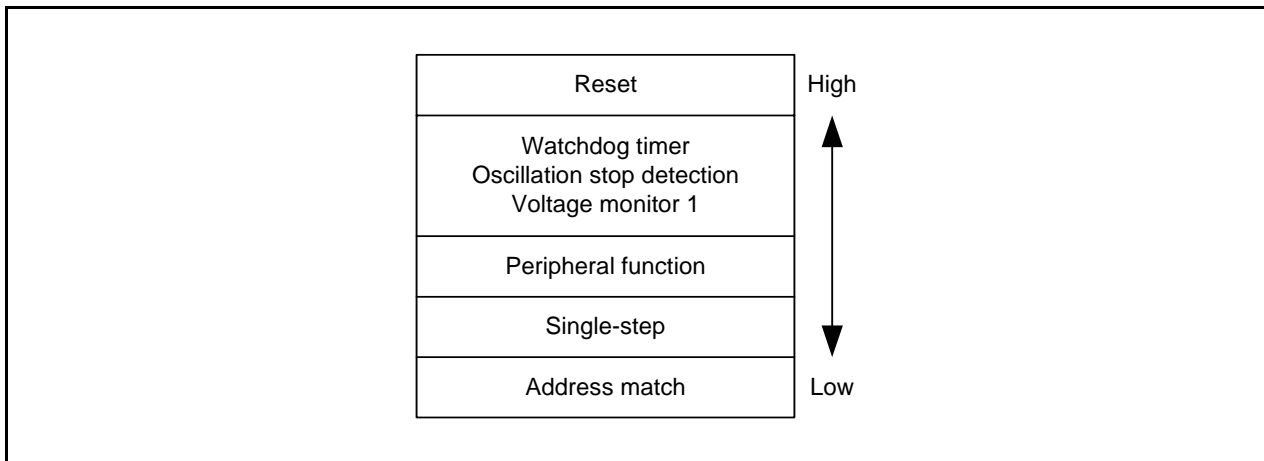 Reset
High
Watchdog timer
Oscillation stop detection
Voltage monitor 1
Peripheral function
Single-step
Address match
Low